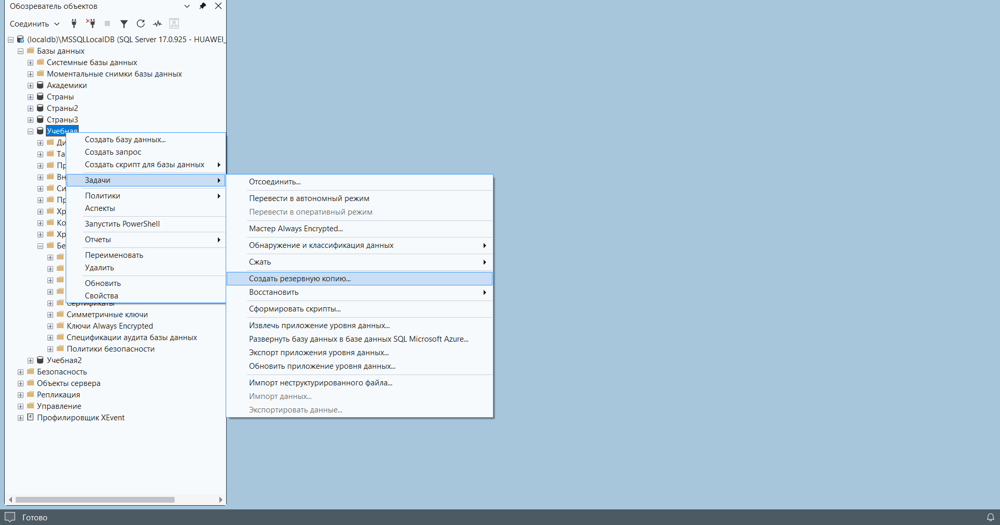 Обозреватель объектов
Соединить
(localdb)\MSSQLLocalDB (SQL Server 17.0.925 - HUAWEI_
Базы данных
Системные базы данных
Моментальные снимки базы данных
Академики
Страны
Страны2
Страны3
Учебная
Ди
Та
Пр
Вн
Си
Пр
Хр
Ко
Хр
Бе
Сертификаты
Симметричные ключи
Ключи Always Encrypted
Спецификации аудита базы данных
Политики безопасности
Учебная2
Безопасность
Объекты сервера
Репликация
Управление
Профилировщик XEvent
Создать базу данных...
Создать запрос
Создать скрипт для базы данных
Задачи
Политики
Аспекты
Запустить PowerShell
Отчеты
Переименовать
Удалить
Обновить
Свойства
Отсоединить...
Перевести в автономный режим
Перевести в оперативный режим
Мастер Always Encrypted...
Обнаружение и классификация данных
Сжать
Создать резервную копию...
Восстановить
Сформировать скрипты...
Извлечь приложение уровня данных...
Развернуть базу данных в базе данных SQL Microsoft Azure...
Экспорт приложения уровня данных...
Обновить приложение уровня данных...
Импорт неструктурированного файла...
Импорт данных...
Экспортировать данные...
Готово